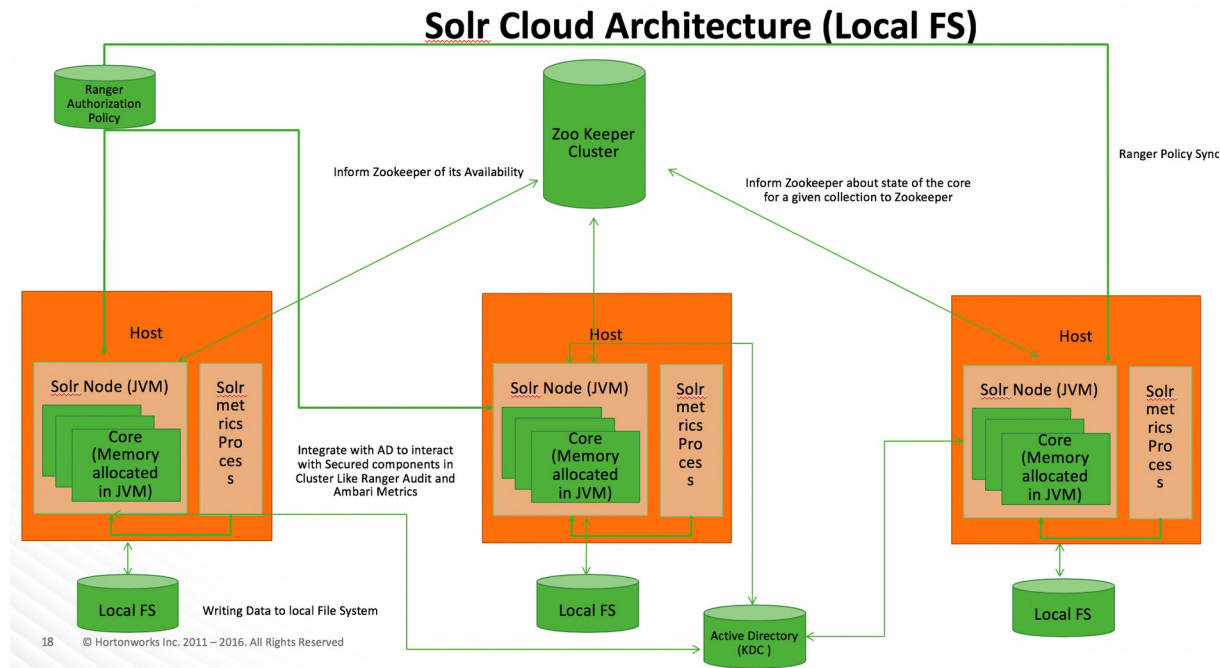 Solr Cloud Architecture (Local FS)
Ranger
Authorization
Policy
Zoo Keeper
Cluster
Ranger Policy Sync
Inform Zookeeper of its Availability
Inform Zookeeper about state of the core
for a given collection to Zookeeper
Host
Solr Node (JVM)
Core
(Memory
allocated
in JVM)
Solr
met
rics
Pro
ces
s
Host
Solr Node (JVM)
Core
(Memory
allocated
in JVM)
Solr
met
rics
Pro
ces
s
Host
Solr Node (JVM)
Core
(Memory
allocated
in JVM)
Solr
met
rics
Pro
ces
s
Integrate with AD to interact
with Secured components in
Cluster Like Ranger Audit and
Ambari Metrics
Local FS
Writing Data to local File System
Local FS
Active Directory
(KDC )
Local FS
18 © Hortonworks Inc. 2011 – 2016. All Rights Reserved